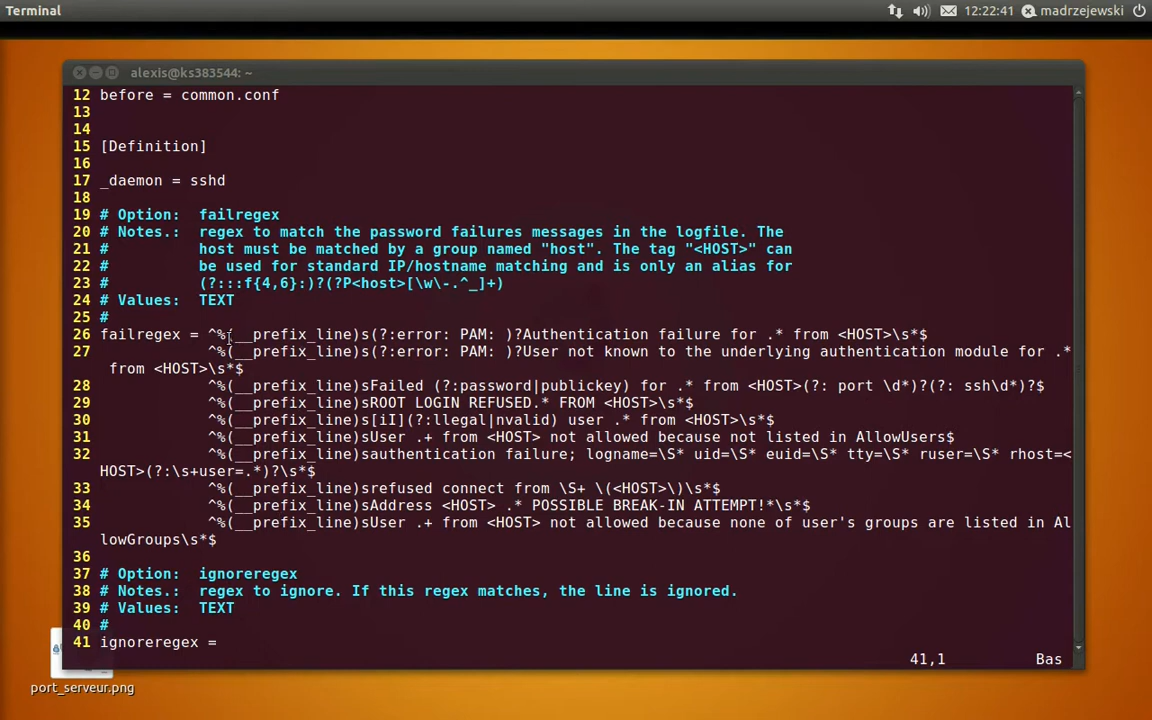 Terminal
12:22:41 madrzejewski
alexis@ks383544: ~
12 before = common.conf
13
14
15 [Definition]
16
17 _daemon = sshd
18
19 # Option:  failregex
20 # Notes.:  regex to match the password failures messages in the logfile. The
21 #          host must be matched by a group named "host". The tag "<HOST>" can
22 #          be used for standard IP/hostname matching and is only an alias for
23 #          (?:::f{4,6}:)?(?P<host>[\w\-.^_]+)
24 # Values:  TEXT
25 #
26 failregex = ^%(__prefix_line)s(?:error: PAM: )?Authentication failure for .* from <HOST>\s*$
27             ^%(__prefix_line)s(?:error: PAM: )?User not known to the underlying authentication module for .*
 from <HOST>\s*$
28             ^%(__prefix_line)sFailed (?:password|publickey) for .* from <HOST>(?: port \d*)?(?: ssh\d*)?$
29             ^%(__prefix_line)sROOT LOGIN REFUSED.* FROM <HOST>\s*$
30             ^%(__prefix_line)s[iI](?:llegal|nvalid) user .* from <HOST>\s*$
31             ^%(__prefix_line)sUser .+ from <HOST> not allowed because not listed in AllowUsers$
32             ^%(__prefix_line)sauthentication failure; logname=\S* uid=\S* euid=\S* tty=\S* ruser=\S* rhost=<
HOST>(?:\s+user=.*)?\s*$
33             ^%(__prefix_line)srefused connect from \S+ \(<HOST>\)\s*$
34             ^%(__prefix_line)sAddress <HOST> .* POSSIBLE BREAK-IN ATTEMPT!*\s*$
35             ^%(__prefix_line)sUser .+ from <HOST> not allowed because none of user's groups are listed in Al
lowGroups\s*$
36
37 # Option:  ignoreregex
38 # Notes.:  regex to ignore. If this regex matches, the line is ignored.
39 # Values:  TEXT
40 #
41 ignoreregex =
41,1 Bas
port_serveur.png